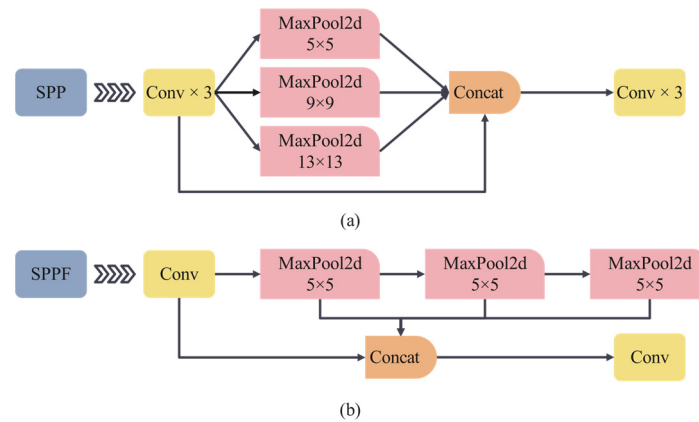 MaxPool2d
5×5
SPP
Conv × 3
MaxPool2d
9×9
Concat
Conv × 3
MaxPool2d
13×13
(a)
SPPF
Conv
MaxPool2d
5×5
MaxPool2d
5×5
MaxPool2d
5×5
Concat
Conv
(b)